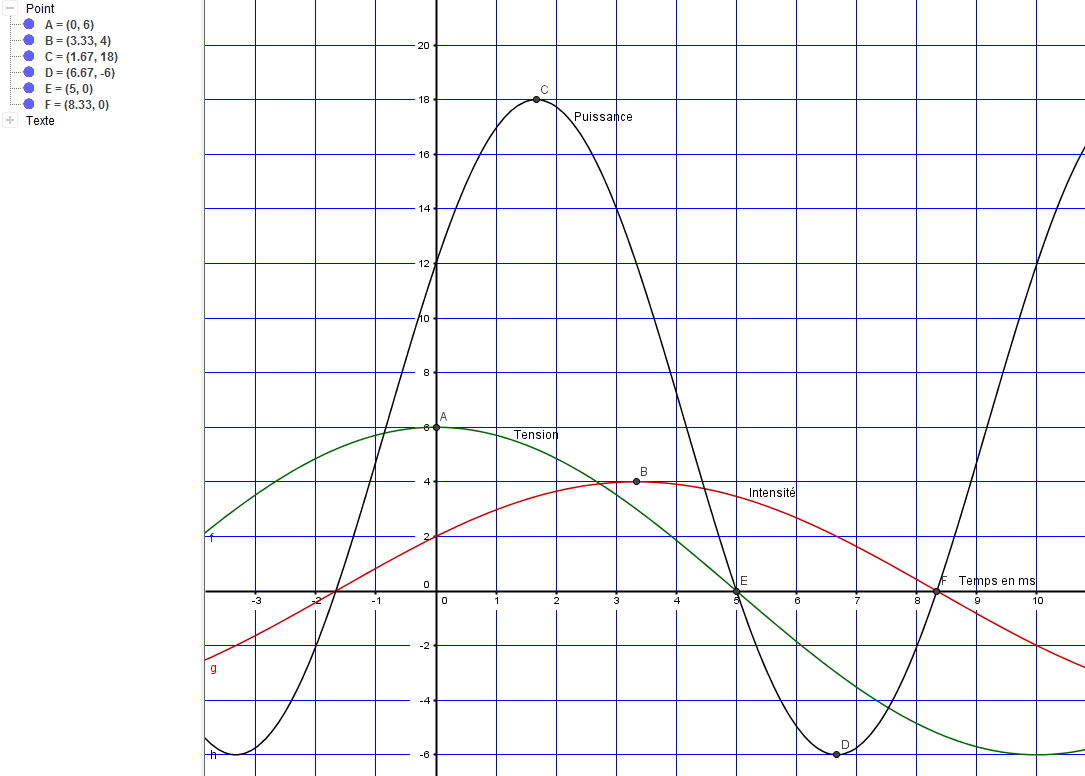 Point
A = (0, 6)
B = (3.33, 4)
C = (1.67, 18)
D = (6.67, -6)
E = (5, 0)
F = (8.33, 0)
Texte
20
18
C
Puissance
16
14
12
10
8
6
A
Tension
4
B
Intensité
2
f
0
E
F
Temps en ms
-3 -2 -1 0 1 2 3 4 5 6 7 8 9 10
-2
g
-4
-6
h
D